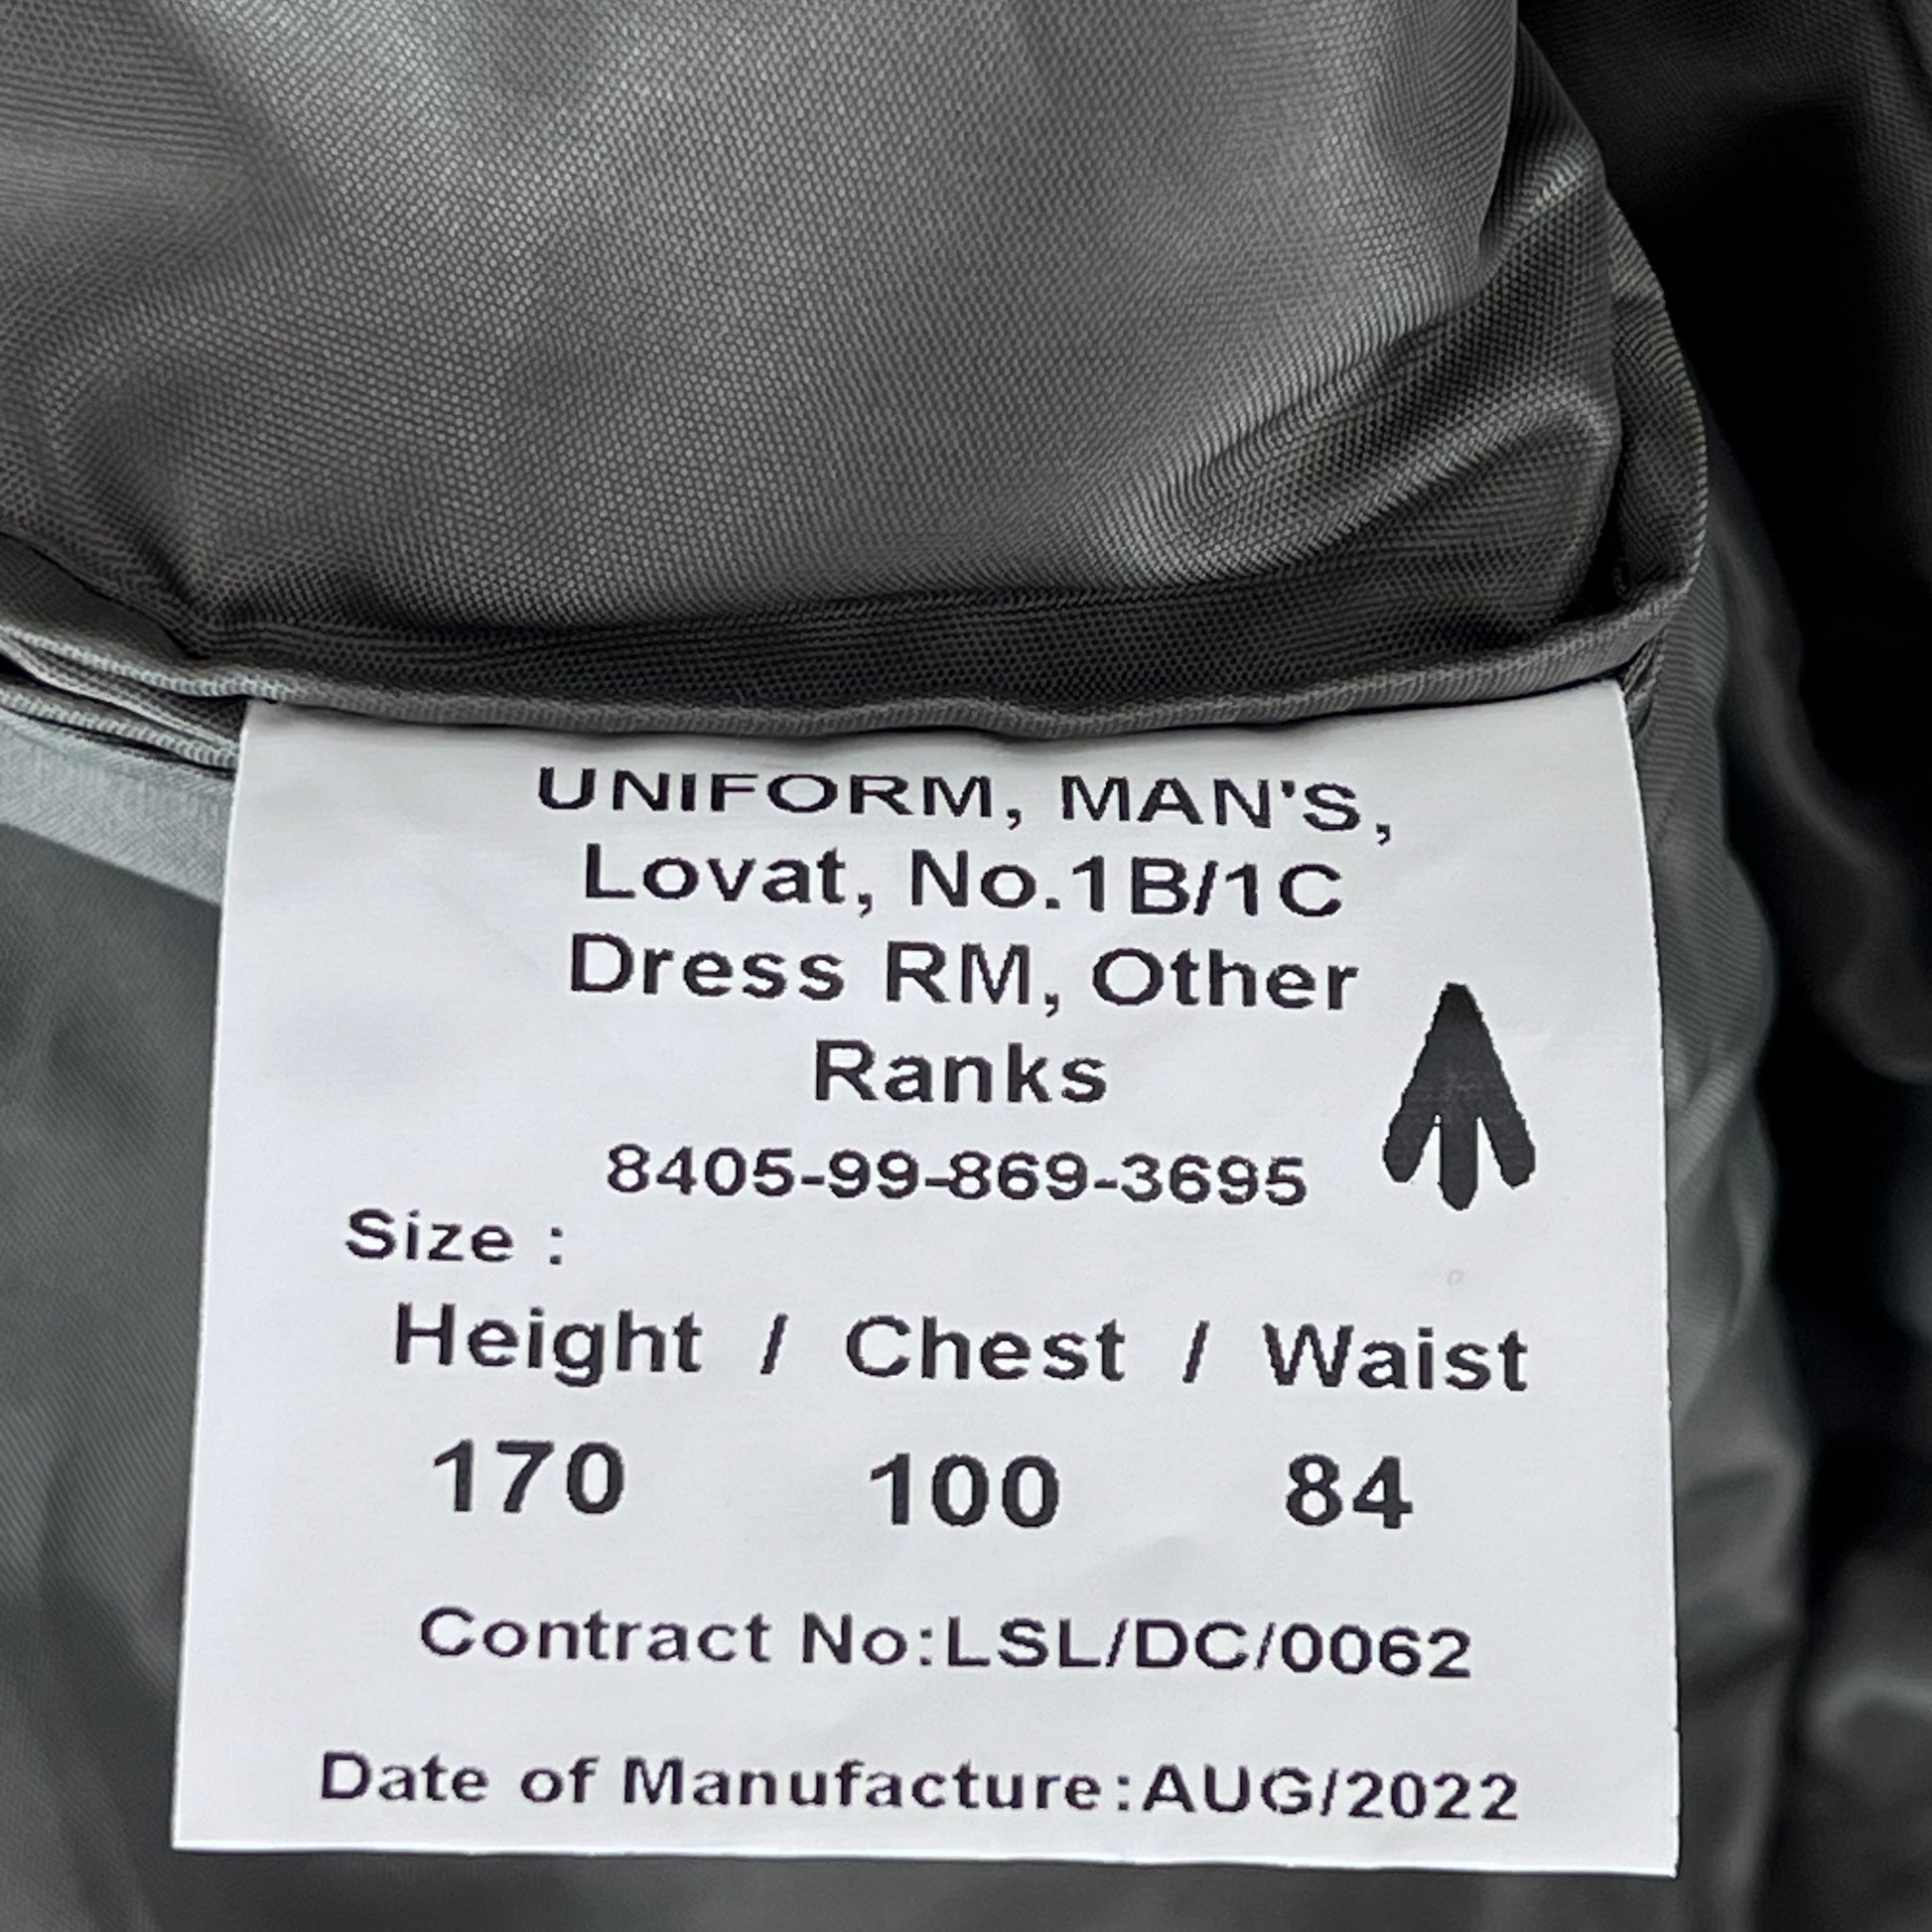 UNIFORM, MAN'S,
Lovat, No.1B/1C
Dress RM, Other
Ranks
8405-99-869-3695
Size :
Height / Chest / Waist
170 100 84
Contract No:LSL/DC/0062
Date of Manufacture:AUG/2022